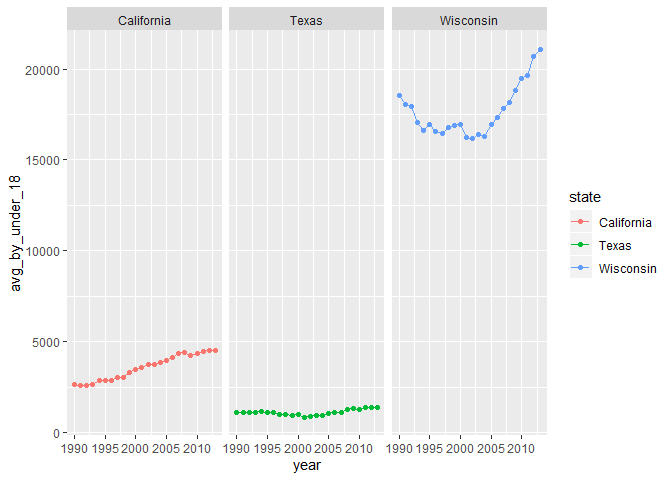 California Texas Wisconsin
20000
15000
10000
5000
0
avg_by_under_18
1990 1995 2000 2005 2010 1990 1995 2000 2005 2010 1990 1995 2000 2005 2010
year
state
California
Texas
Wisconsin